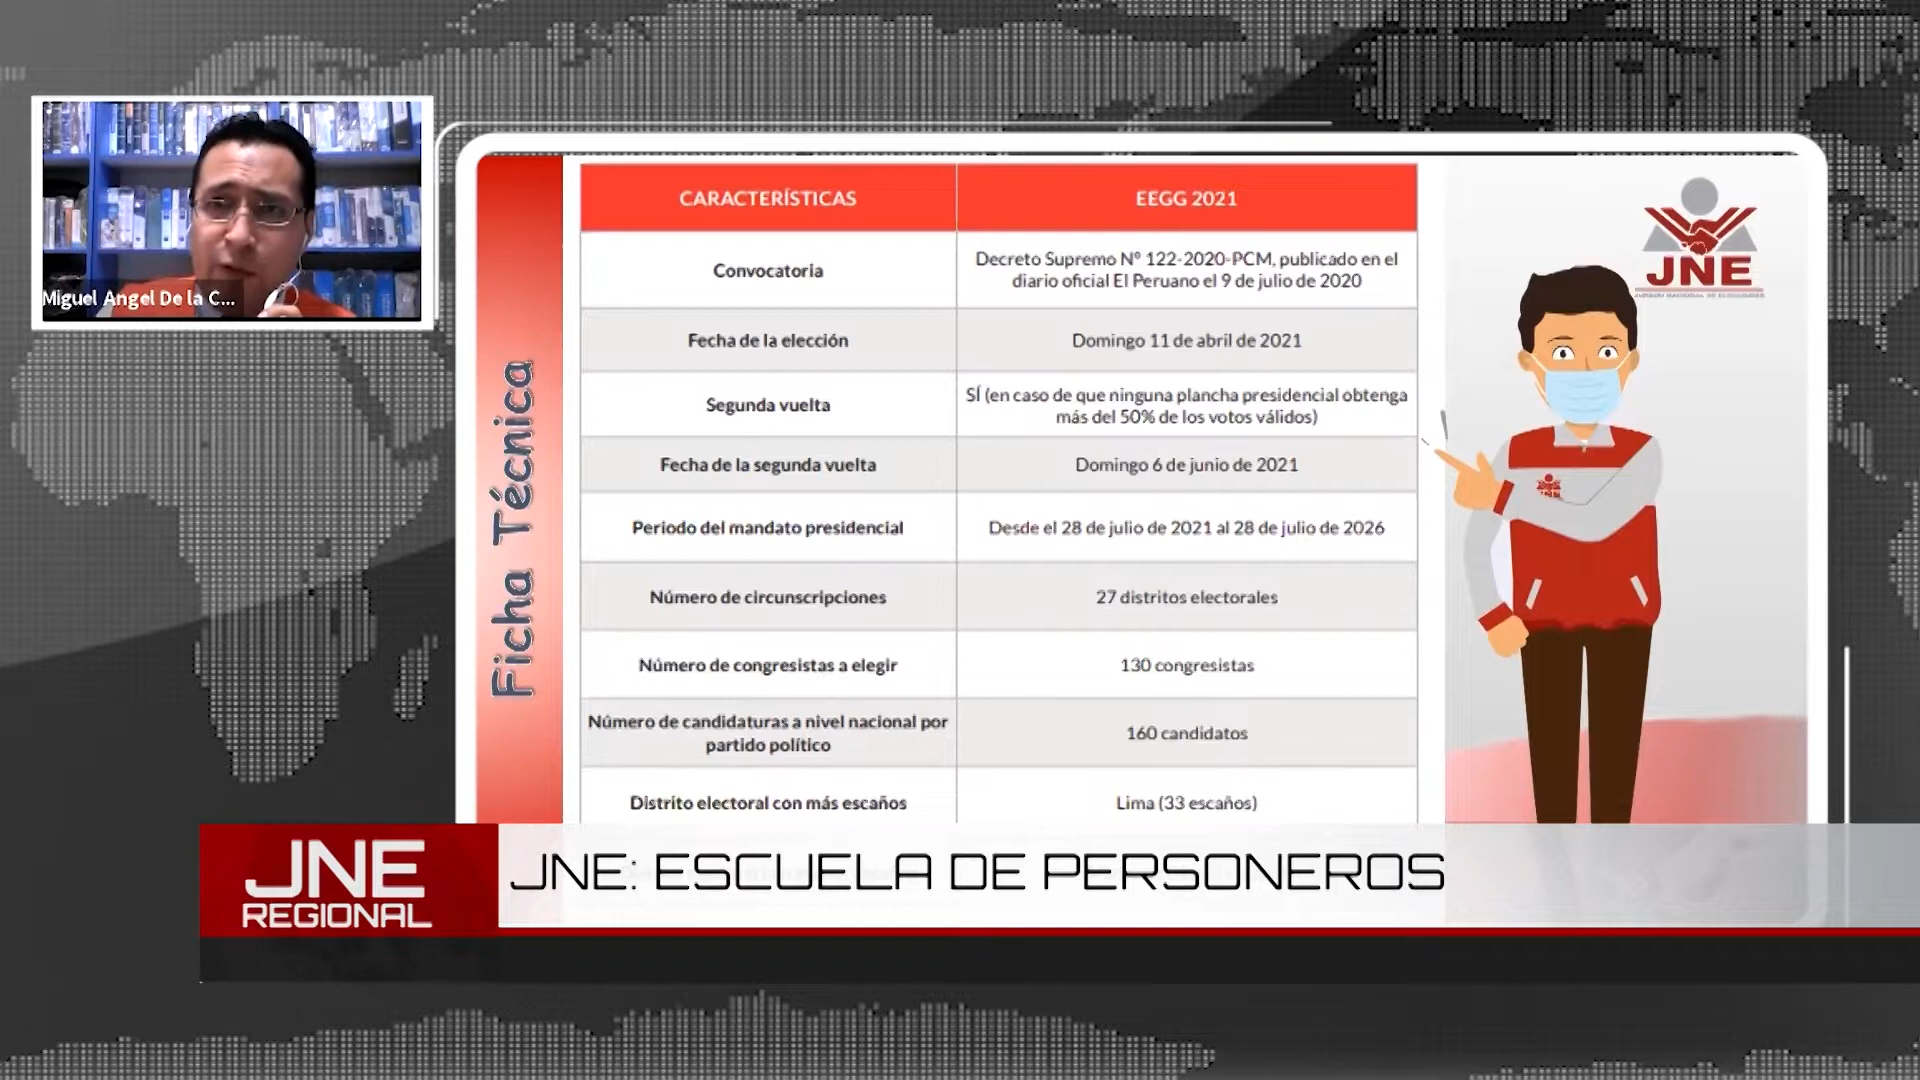 Miguel Angel De la C...
Ficha Técnica
CARACTERÍSTICAS
EEGG 2021
Convocatoria
Decreto Supremo Nº 122-2020-PCM, publicado en el
diario oficial El Peruano el 9 de julio de 2020
Fecha de la elección
Domingo 11 de abril de 2021
Segunda vuelta
SÍ (en caso de que ninguna plancha presidencial obtenga
más del 50% de los votos válidos)
Fecha de la segunda vuelta
Domingo 6 de junio de 2021
Periodo del mandato presidencial
Desde el 28 de julio de 2021 al 28 de julio de 2026
Número de circunscripciones
27 distritos electorales
Número de congresistas a elegir
130 congresistas
Número de candidaturas a nivel nacional por
partido político
160 candidatos
Distrito electoral con más escaños
Lima (33 escaños)
JNE
JURADO NACIONAL DE ELECCIONES
JNE
JNE
REGIONAL
JNE: ESCUELA DE PERSONEROS